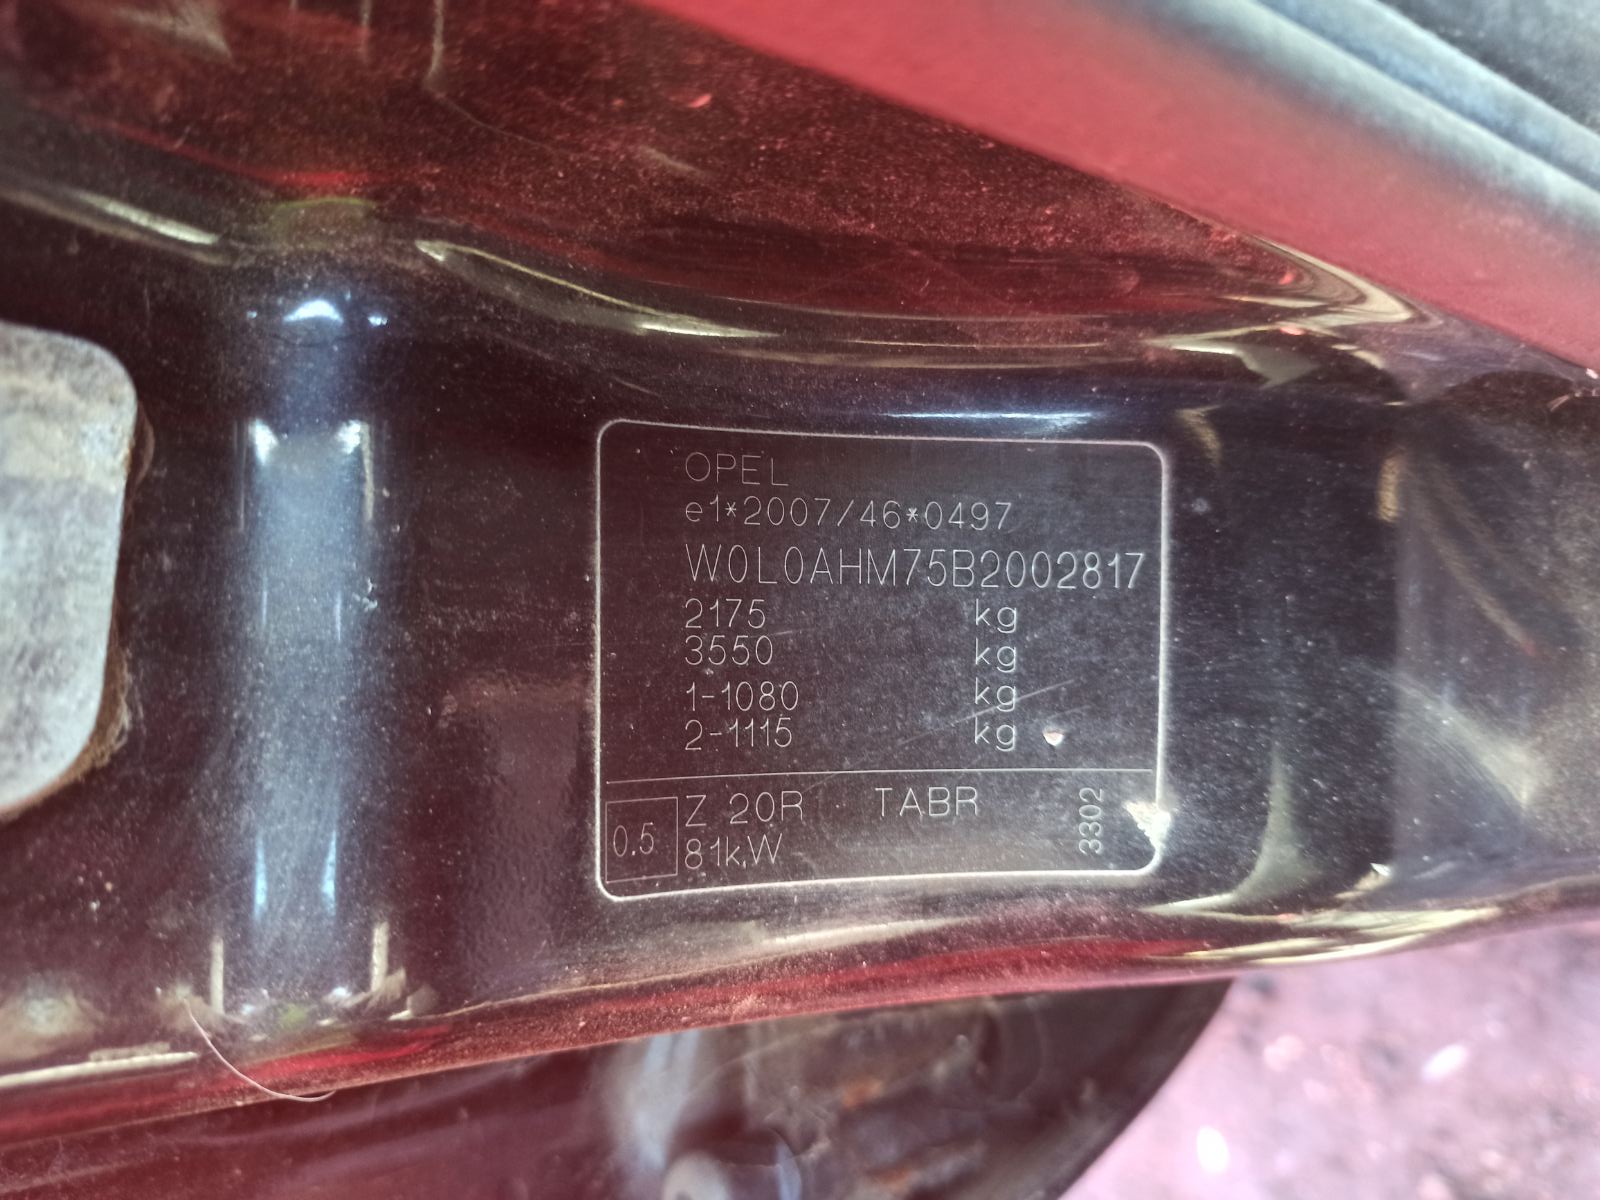 OPEL
e1*2007/46*0497
W0L0AHM75B2002817
2175 kg
3550 kg
1-1080 kg
2-1115 kg
Z 20R TABR
0.5
81kW
3302